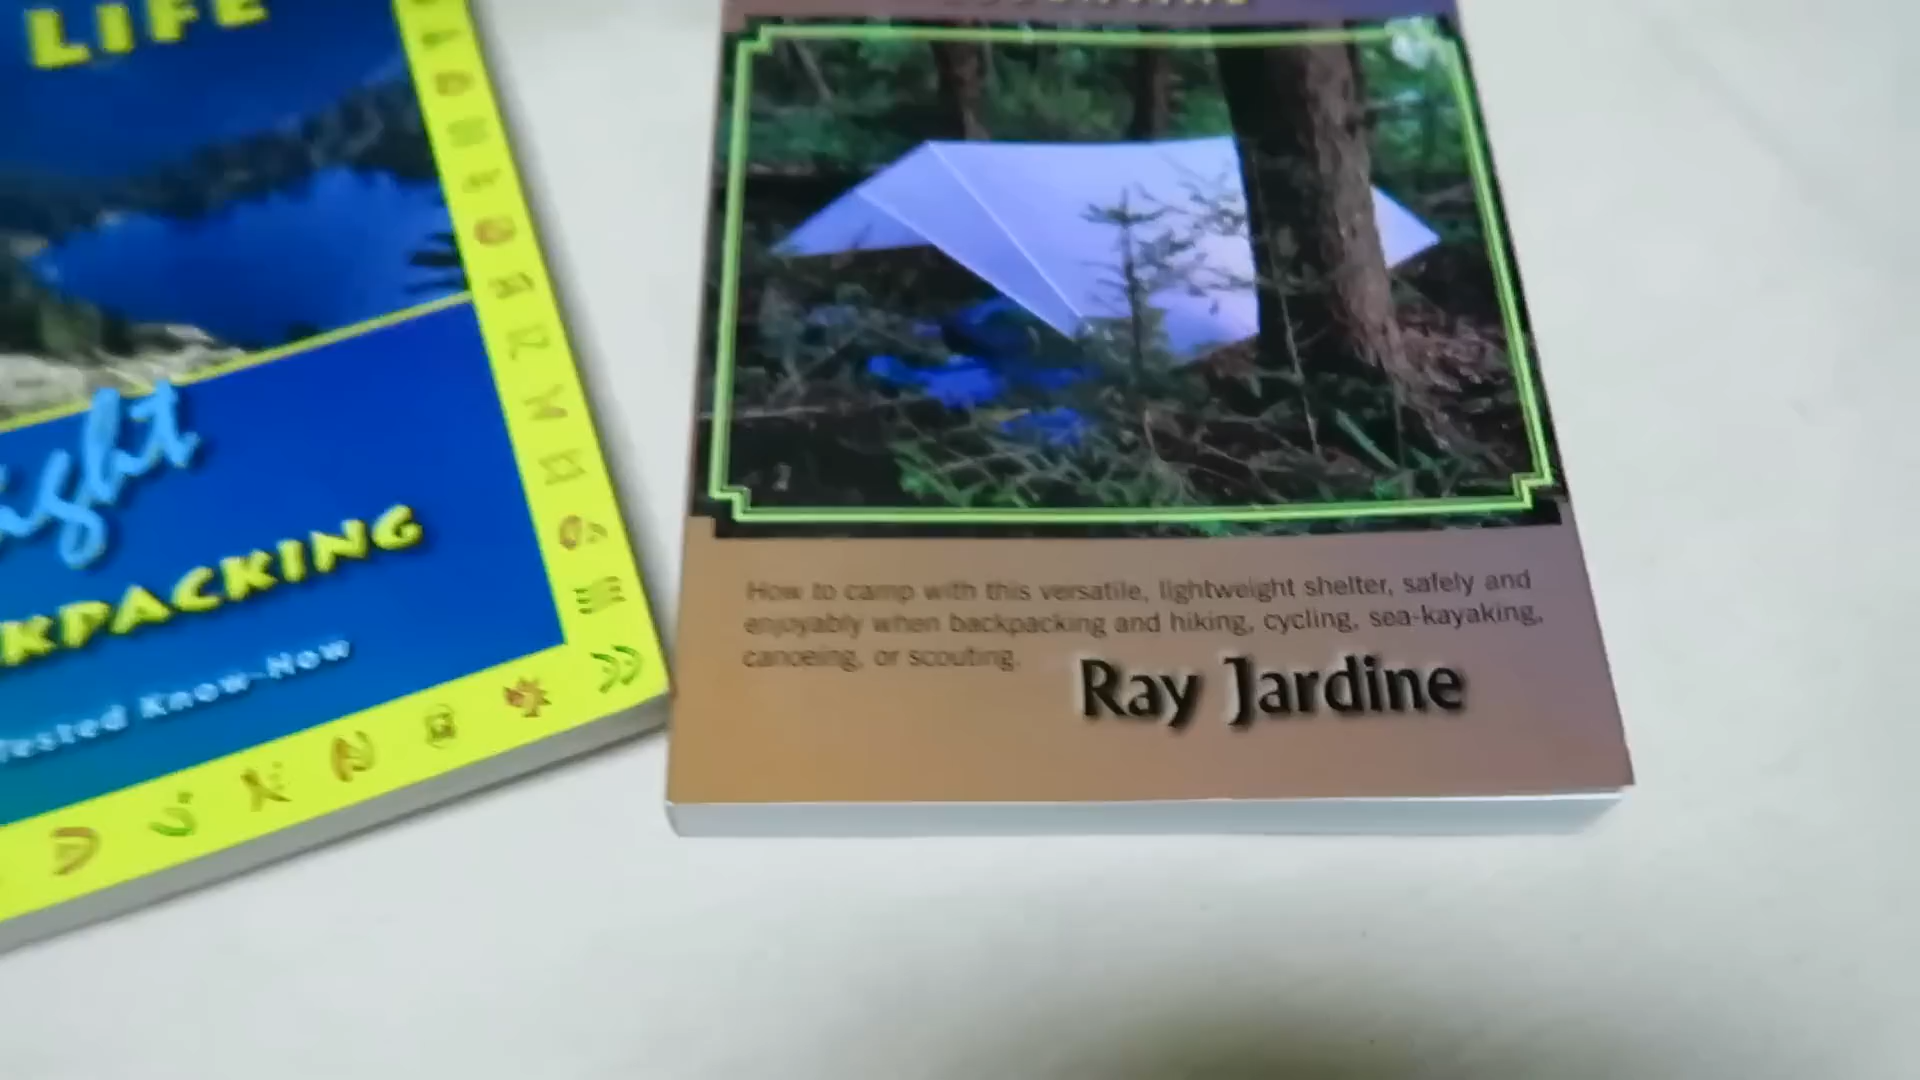 LIFE
ight
KPACKING
Tested Know-How
How to camp with this versatile, lightweight shelter, safely and
enjoyably when backpacking and hiking, cycling, sea-kayaking,
canoeing, or scouting.
Ray Jardine